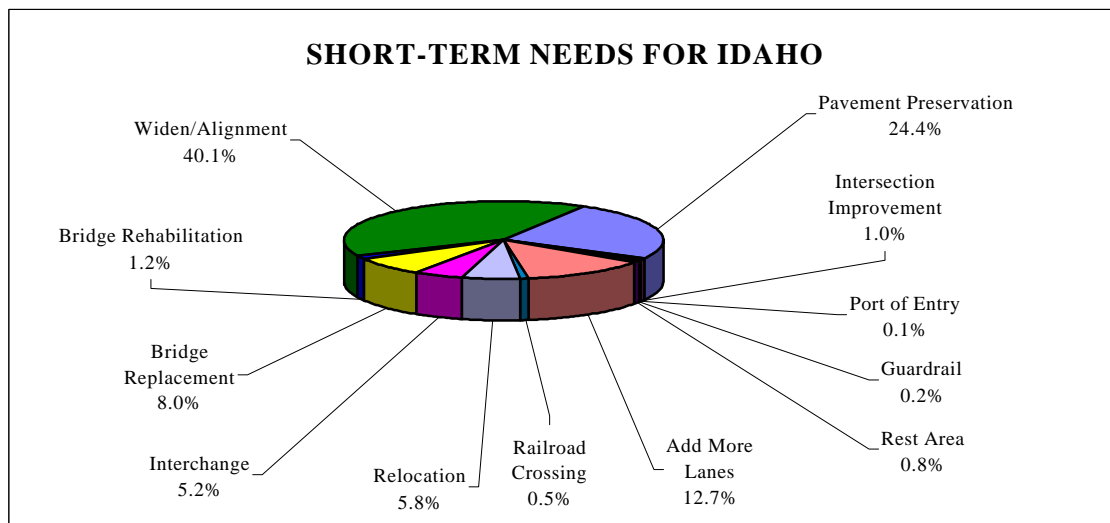 SHORT-TERM NEEDS FOR IDAHO
Pavement Preservation
24.4%
Widen/Alignment
40.1%
Intersection
Improvement
1.0%
Bridge Rehabilitation
1.2%
Port of Entry
0.1%
Bridge
Replacement
8.0%
Guardrail
0.2%
Rest Area
0.8%
Interchange
5.2%
Relocation
5.8%
Railroad
Crossing
0.5%
Add More
Lanes
12.7%